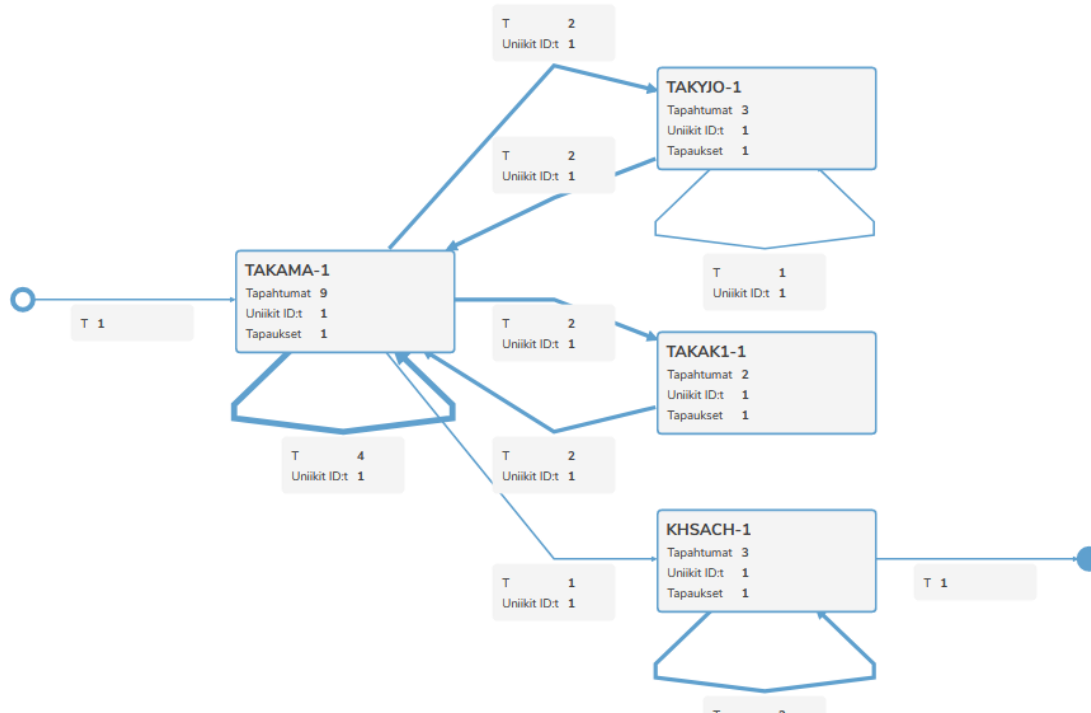 T 2
Uniikit ID:t 1
TAKYJO-1
Tapahtumat 3
Uniikit ID:t 1
Tapaukset 1
T 2
Uniikit ID:t 1
T 1
Uniikit ID:t 1
TAKAMA-1
Tapahtumat 9
Uniikit ID:t 1
Tapaukset 1
T 1
T 2
Uniikit ID:t 1
TAKAK1-1
Tapahtumat 2
Uniikit ID:t 1
Tapaukset 1
T 4
Uniikit ID:t 1
T 2
Uniikit ID:t 1
KHSACH-1
Tapahtumat 3
Uniikit ID:t 1
Tapaukset 1
T 1
Uniikit ID:t 1
T 1